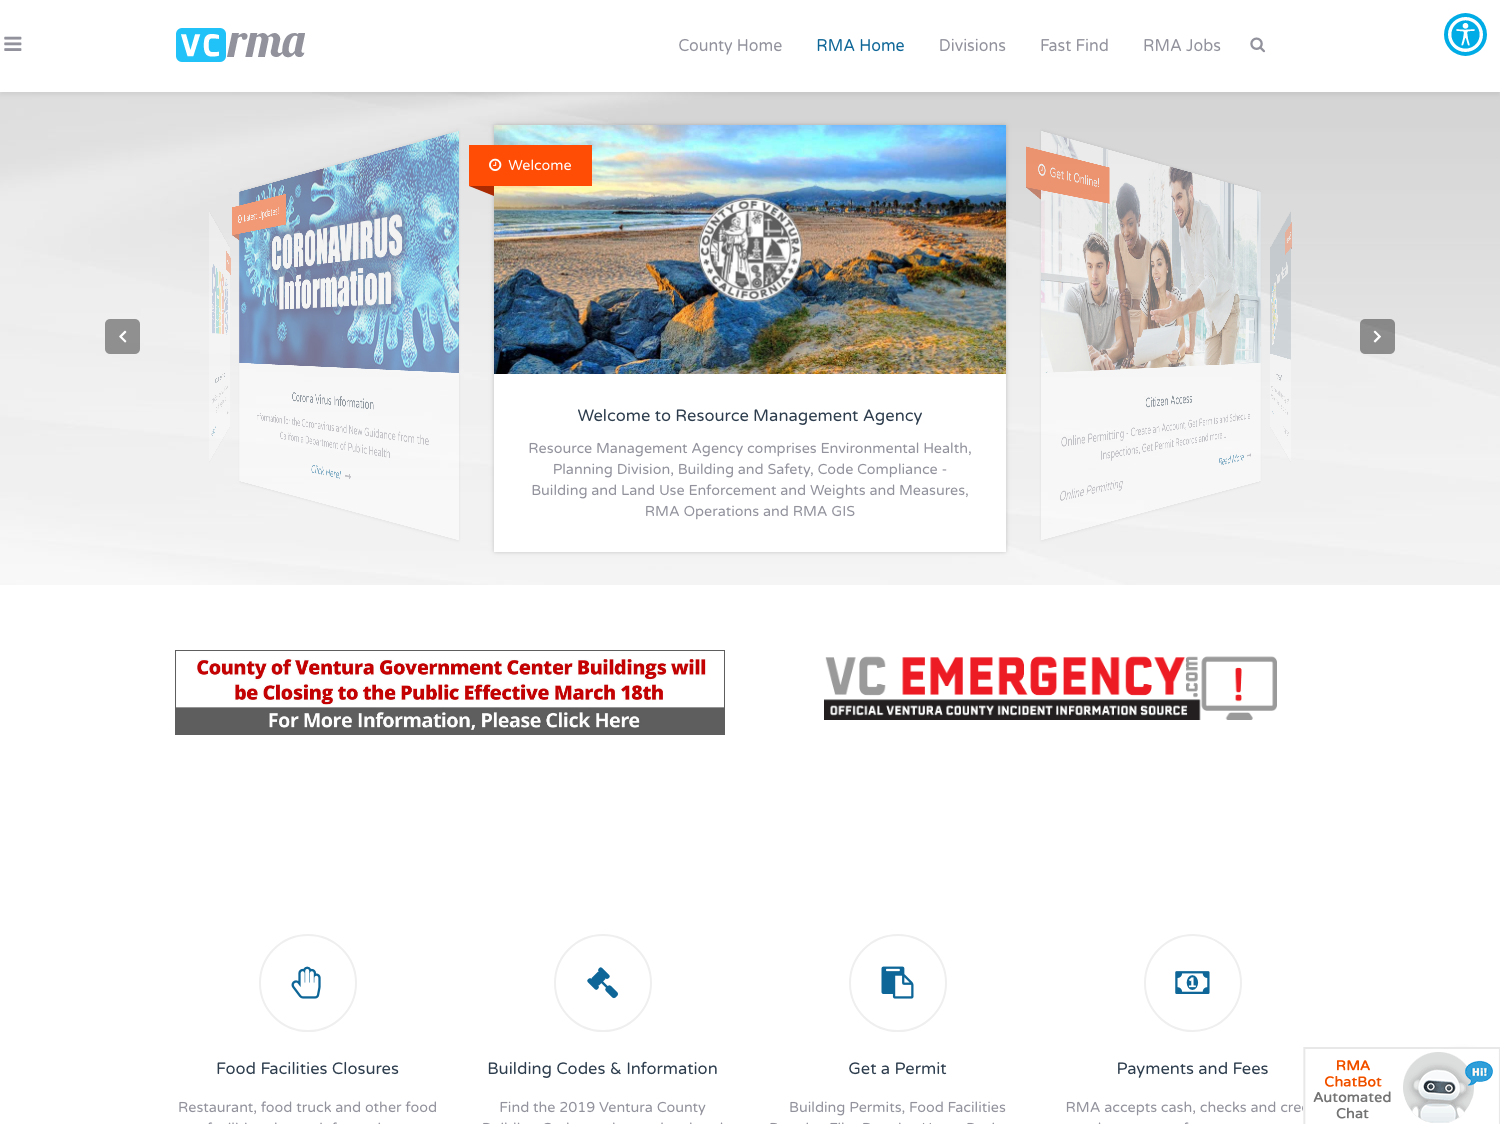 VC rma
County Home
RMA Home
Divisions
Fast Find
RMA Jobs
Latest Updates!
CORONAVIRUS
Information
Corona Virus Information
Information for the Coronavirus and New Guidance from the
California Department of Public Health
Click Here! →
Welcome
COUNTY OF VENTURA
CALIFORNIA
Welcome to Resource Management Agency
Resource Management Agency comprises Environmental Health,
Planning Division, Building and Safety, Code Compliance -
Building and Land Use Enforcement and Weights and Measures,
RMA Operations and RMA GIS
Get It Online!
Citizen Access
Online Permitting - Create an Account, Get Permits and Schedule
Inspections, Get Permit Records and more...
Read More →
Online Permitting
County of Ventura Government Center Buildings will
be Closing to the Public Effective March 18th
For More Information, Please Click Here
VC EMERGENCY.com
!
OFFICIAL VENTURA COUNTY INCIDENT INFORMATION SOURCE
Food Facilities Closures
Restaurant, food truck and other food
Building Codes & Information
Find the 2019 Ventura County
Get a Permit
Building Permits, Food Facilities
Payments and Fees
RMA accepts cash, checks and cre
RMA
ChatBot
Automated
Chat
Hi!